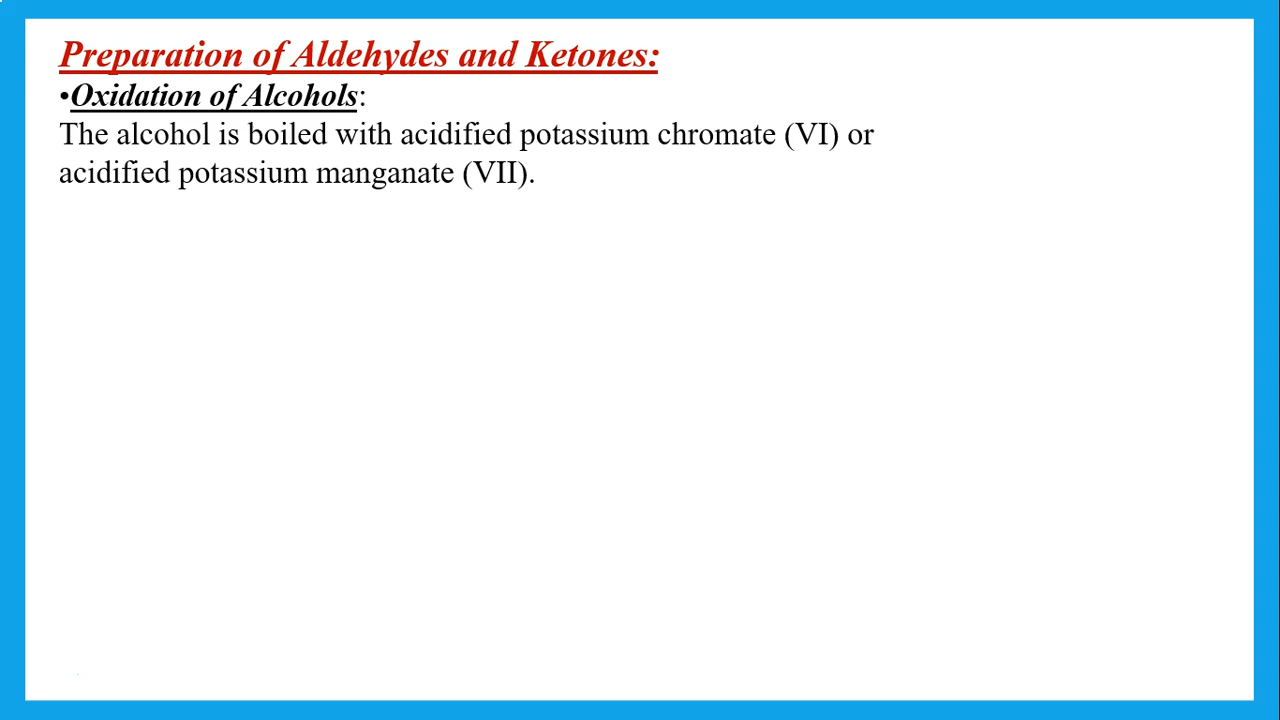 Preparation of Aldehydes and Ketones:
•Oxidation of Alcohols:
The alcohol is boiled with acidified potassium chromate (VI) or
acidified potassium manganate (VII).